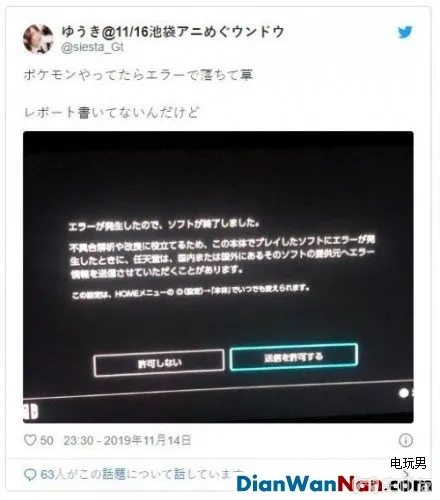 ゆうき@11/16池袋アニめぐウンドウ
@siesta_Gt
ポケモンやってたらエラーで落ちて草
レポート書いてないんだけど
エラーが発生したので、ソフトが終了しました。
不具合解析や改良に役立てるため、この本体でプレイしたソフトにエラーが発
生したときに、任天堂は、国内または国外にあるそのソフトの提供元へエラー
情報を送信させていただくことがあります。
この設定は、HOMEメニューの (設定)→「本体」でいつでも変えられます。
許可しない
送信を許可する
50 23:30 - 2019年11月14日
63人がこの話題について話しています
电玩男
DianWanNan.com